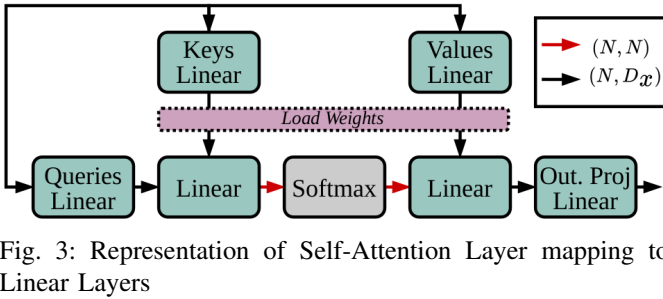 Keys
Linear
Values
Linear
(N, N)
(N, Dx)
Load Weights
Queries
Linear
Linear
Softmax
Linear
Out. Proj
Linear
Fig. 3: Representation of Self-Attention Layer mapping to
Linear Layers